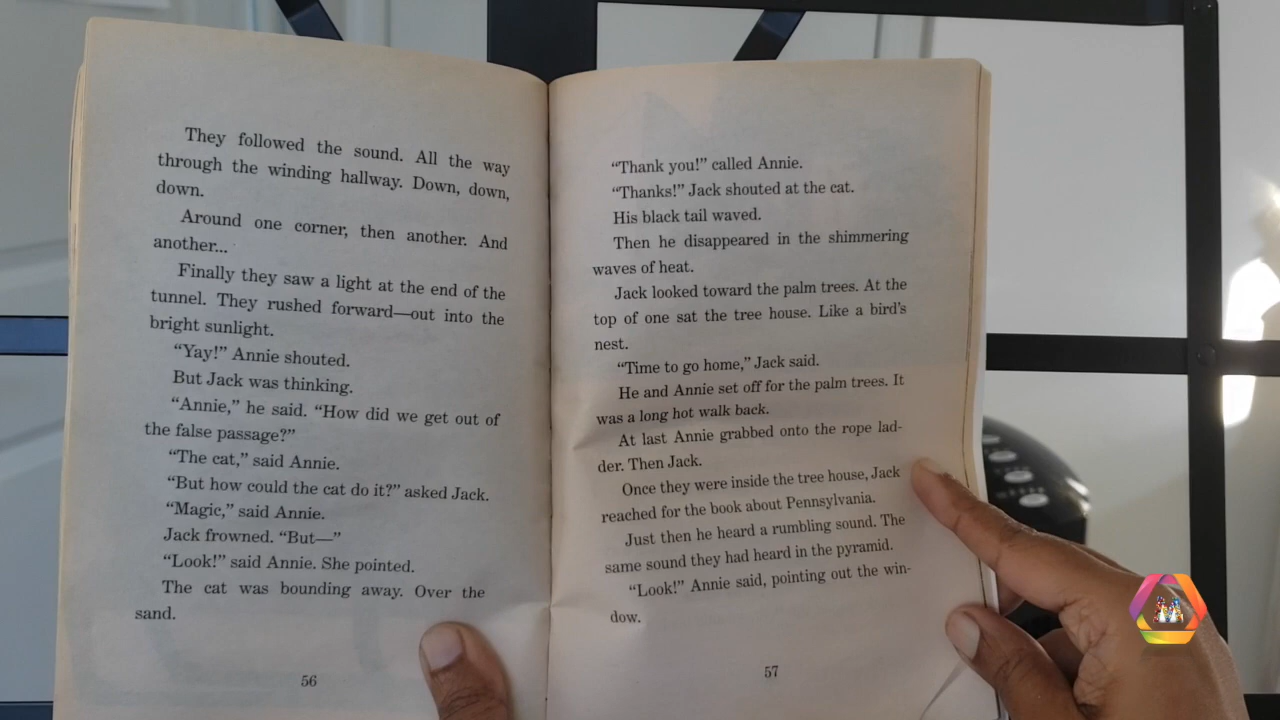 They followed the sound. All the way
through the winding hallway. Down, down,
down.
Around one corner, then another. And
another...
Finally they saw a light at the end of the
tunnel. They rushed forward—out into the
bright sunlight.
“Yay!” Annie shouted.
But Jack was thinking.
“Annie,” he said. “How did we get out of
the false passage?”
“The cat,” said Annie.
“But how could the cat do it?” asked Jack.
“Magic,” said Annie.
Jack frowned. “But—”
“Look!” said Annie. She pointed.
The cat was bounding away. Over the
sand.
56
“Thank you!” called Annie.
“Thanks!” Jack shouted at the cat.
His black tail waved.
Then he disappeared in the shimmering
waves of heat.
Jack looked toward the palm trees. At the
top of one sat the tree house. Like a bird’s
nest.
“Time to go home,” Jack said.
He and Annie set off for the palm trees. It
was a long hot walk back.
At last Annie grabbed onto the rope lad-
der. Then Jack.
Once they were inside the tree house, Jack
reached for the book about Pennsylvania.
Just then he heard a rumbling sound. The
same sound they had heard in the pyramid.
“Look!” Annie said, pointing out the win-
dow.
57